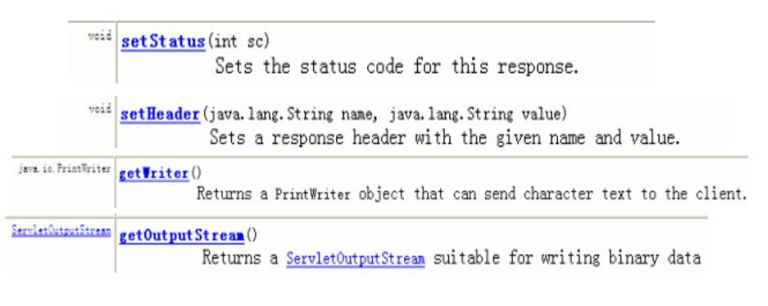 void setStatus(int sc)
Sets the status code for this response.
void setHeader(java.lang.String name, java.lang.String value)
Sets a response header with the given name and value.
java.io.PrintWriter getWriter()
Returns a PrintWriter object that can send character text to the client.
ServletOutputStream getOutputStream()
Returns a ServletOutputStream suitable for writing binary data